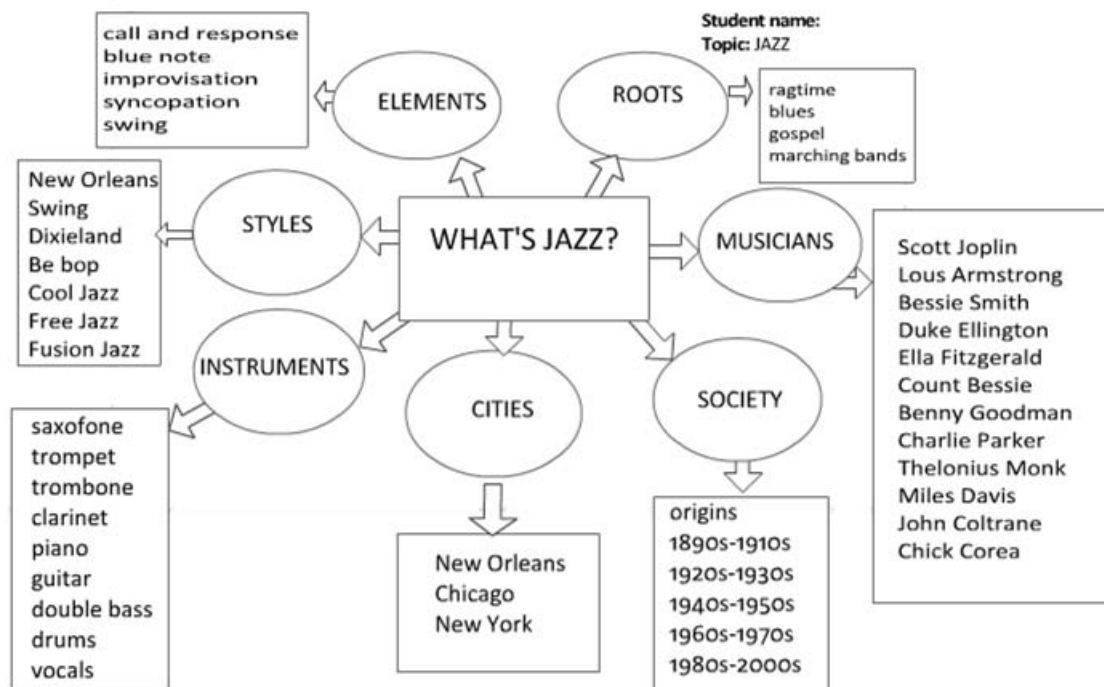 Student name:
Topic: JAZZ
call and response
blue note
improvisation
syncopation
swing
ELEMENTS
ROOTS
ragtime
blues
gospel
marching bands
New Orleans
Swing
Dixieland
Be bop
Cool Jazz
Free Jazz
Fusion Jazz
STYLES
WHAT'S JAZZ?
MUSICIANS
Scott Joplin
Lous Armstrong
Bessie Smith
Duke Ellington
Ella Fitzgerald
Count Bessie
Benny Goodman
Charlie Parker
Thelonius Monk
Miles Davis
John Coltrane
Chick Corea
INSTRUMENTS
saxofone
trompet
trombone
clarinet
piano
guitar
double bass
drums
vocals
CITIES
New Orleans
Chicago
New York
SOCIETY
origins
1890s-1910s
1920s-1930s
1940s-1950s
1960s-1970s
1980s-2000s